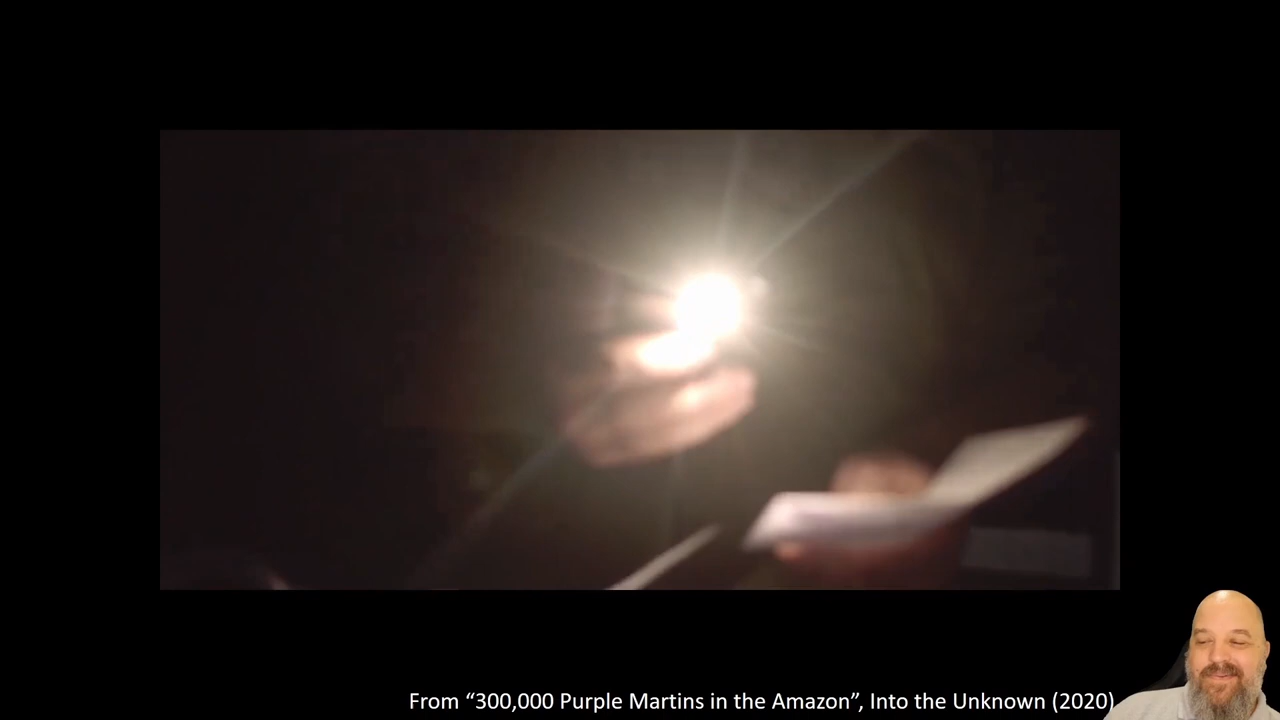 From “300,000 Purple Martins in the Amazon”, Into the Unknown (2020)